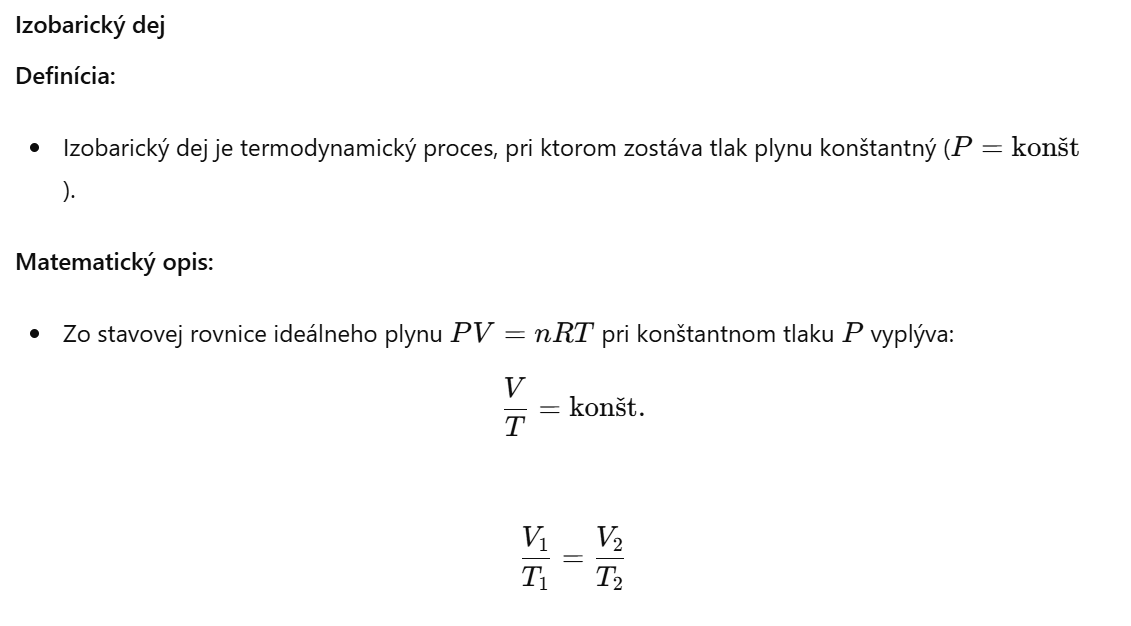 Izobarický dej
Definícia:
• Izobarický dej je termodynamický proces, pri ktorom zostáva tlak plynu konštantný (P = konšt
).
Matematický opis:
• Zo stavovej rovnice ideálneho plynu PV = nRT pri konštantnom tlaku P vyplýva:
V/T = konšt.
V₁/T₁ = V₂/T₂